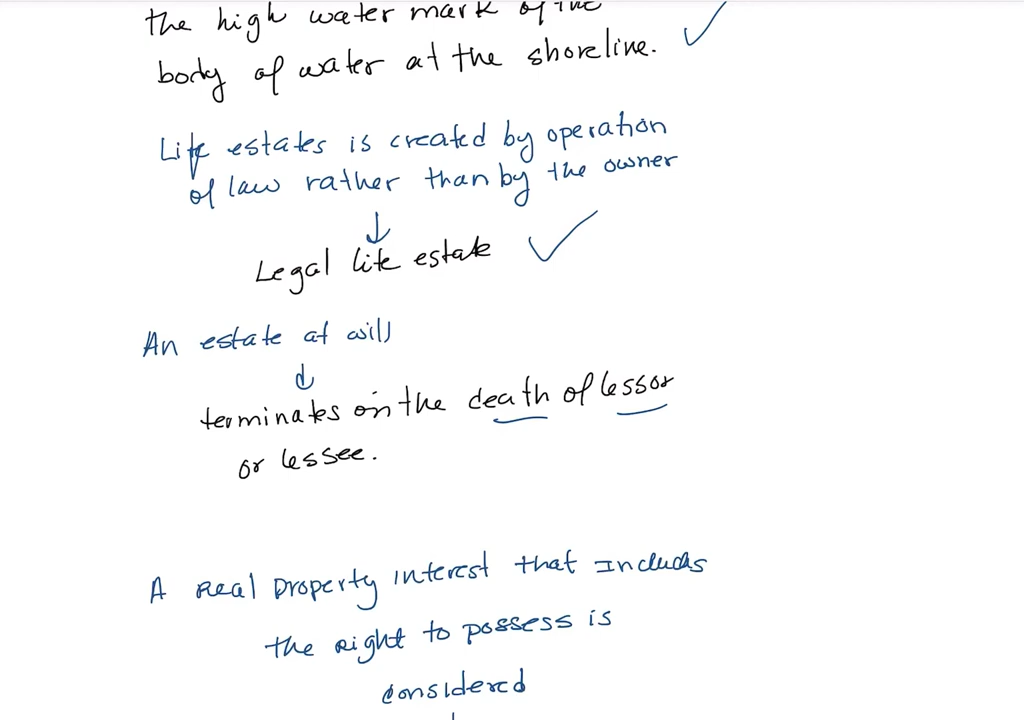 the high water mark of the
body of water at the shoreline.
Life estates is created by operation
of law rather than by the owner
Legal life estate
An estate at will
terminates on the death of lessor
or lessee.
A Real Property interest that Includes
the Right to possess is
considered